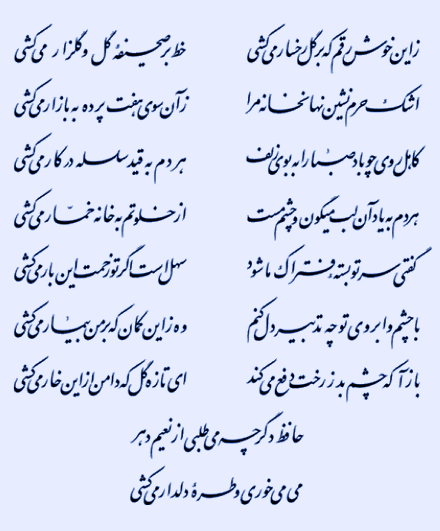 زاین خوش رقم که بر گل رخسار می‌کشی خط بر صحیفهٔ گل و گلزار می‌کشی
اشک حرم نشین نهانخانه مرا زآن سوی هفت پرده به بازار می‌کشی
کاهل روی چو باد صبا را به بوی زلف هر دم به قید سلسله در کار می‌کشی
هر دم به یاد آن لب میگون و چشم مست از خلوتم به خانه خمار می‌کشی
گفتی سر تو بسته فتراک ما شود سهل است اگر تو زحمت این بار می‌کشی
با چشم و ابروی تو چه تدبیر دل کنم وه زاین کمان که بر من بیمار می‌کشی
باز آ که چشم بد ز رخت دفع می‌کند ای تازه گل که دامن از این خار می‌کشی
حافظ دگر چه می‌طلبی از نعیم دهر
می می‌خوری و طرهٔ دلدار می‌کشی